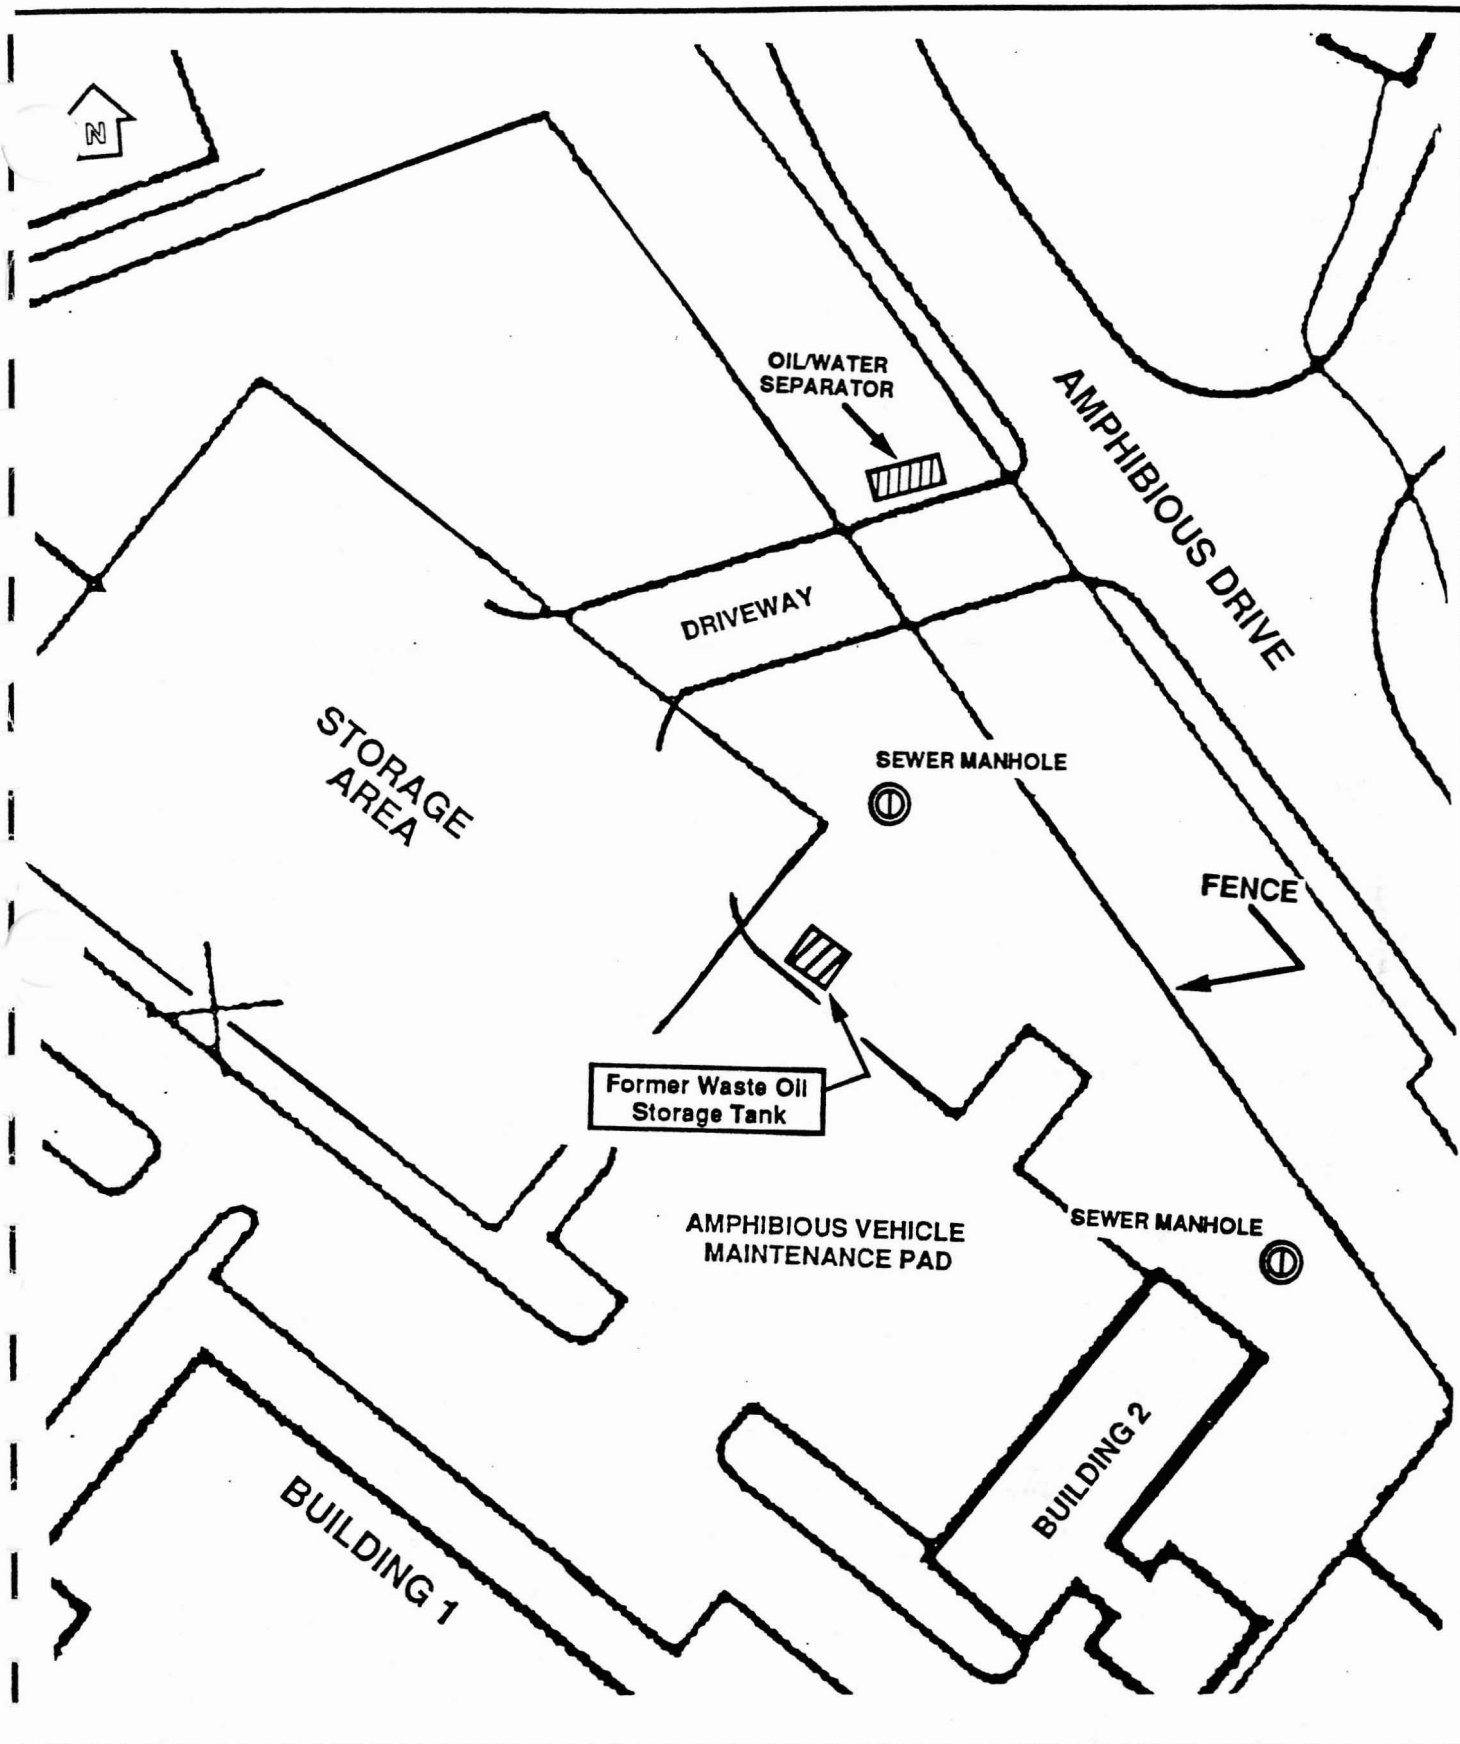 N
OIL/WATER
SEPARATOR
AMPHIBIOUS DRIVE
DRIVEWAY
STORAGE
AREA
SEWER MANHOLE
FENCE
Former Waste Oil
Storage Tank
AMPHIBIOUS VEHICLE
MAINTENANCE PAD
SEWER MANHOLE
BUILDING 2
BUILDING 1